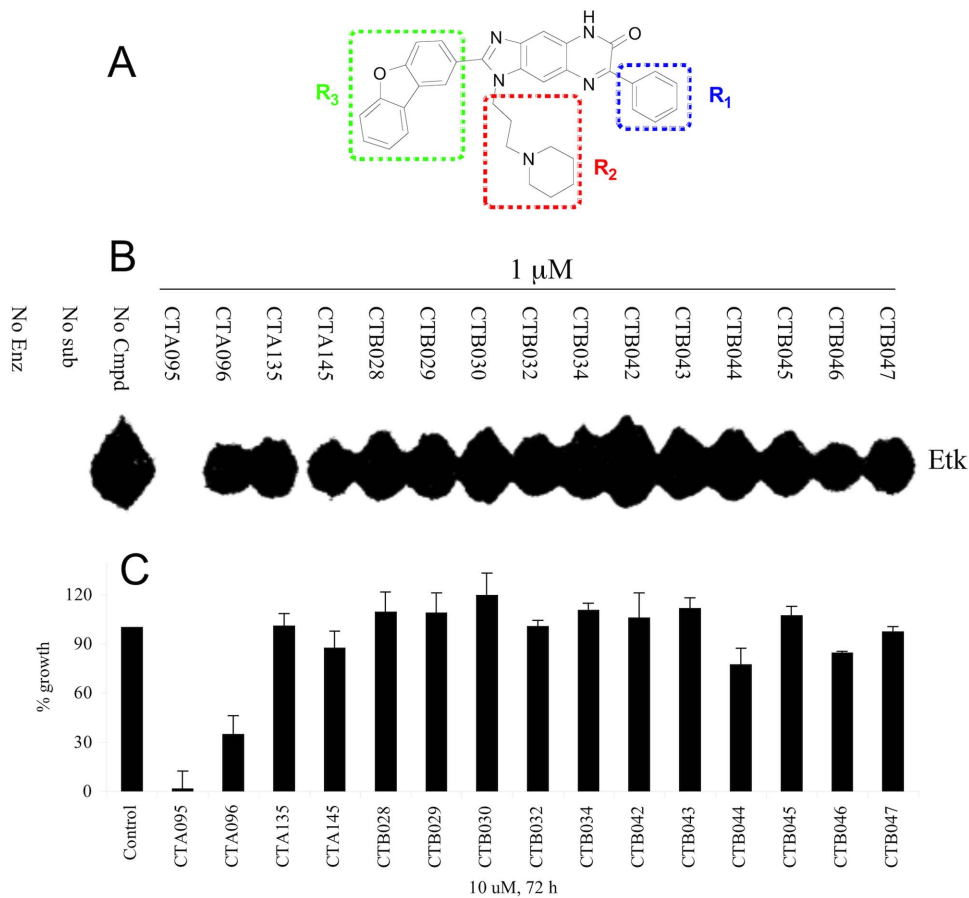 A
H
N
N
O
O
N
N
R3
R1
N
R2
B
1 µM
No Enz
No sub
No Cmpd
CTA095
CTA096
CTA135
CTA145
CTB028
CTB029
CTB030
CTB032
CTB034
CTB042
CTB043
CTB044
CTB045
CTB046
CTB047
Etk
C
120
90
60
30
0
% growth
Control
CTA095
CTA096
CTA135
CTA145
CTB028
CTB029
CTB030
CTB032
CTB034
CTB042
CTB043
CTB044
CTB045
CTB046
CTB047
10 uM, 72 h